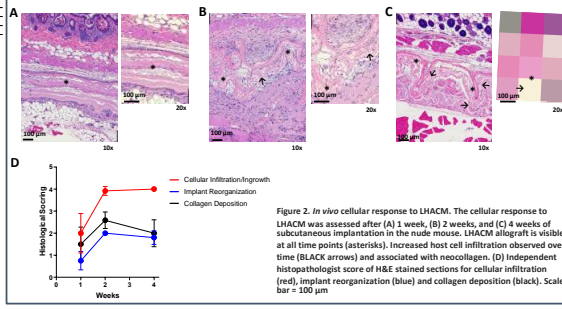 A
B
C
100 µm
10x
100 µm
20x
100 µm
10x
100 µm
20x
100 µm
10x
100 µm
20x
D
Histological Socring
5
4
3
2
1
0
0
1
2
3
4
5
Weeks
Cellular Infiltration/Ingrowth
Implant Reorganization
Collagen Deposition
Figure 2. In vivo cellular response to LHACM. The cellular response to
LHACM was assessed after (A) 1 week, (B) 2 weeks, and (C) 4 weeks of
subcutaneous implantation in the nude mouse. LHACM allograft is visible
at all time points (asterisks). Increased host cell infiltration observed over
time (BLACK arrows) and associated with neocollagen. (D) Independent
histopathologist score of H&E stained sections for cellular infiltration
(red), implant reorganization (blue) and collagen deposition (black). Scale
bar = 100 µm